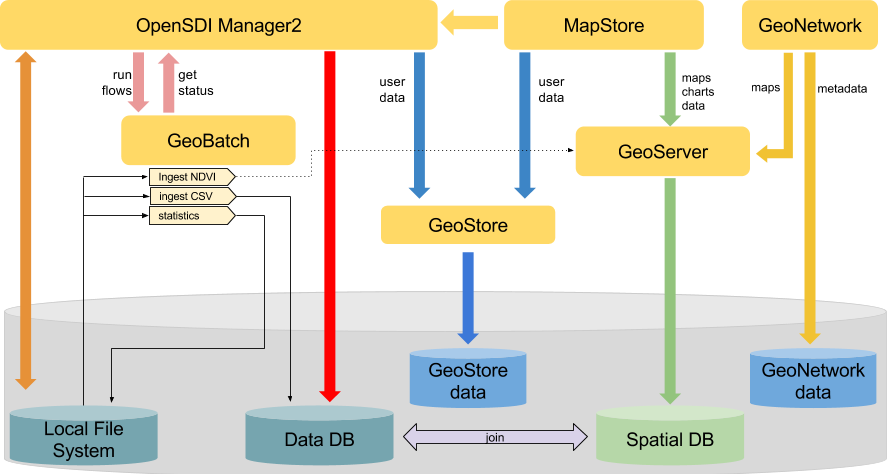 OpenSDI Manager2
MapStore
GeoNetwork
run
flows
get
status
user
data
user
data
maps
charts
data
maps
metadata
GeoBatch
GeoServer
Ingest NDVI
ingest CSV
statistics
GeoStore
GeoStore
data
GeoNetwork
data
Local File
System
Data DB
join
Spatial DB